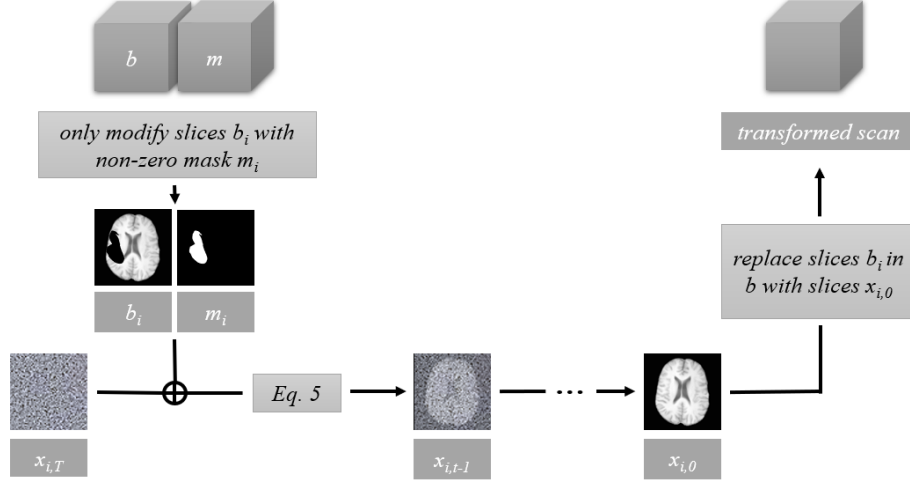 b
m
only modify slices b_i with
non-zero mask m_i
transformed scan
b_i
m_i
replace slices b_i in
b with slices x_{i,0}
x_{i,T}
Eq. 5
x_{i,t-1}
...
x_{i,0}